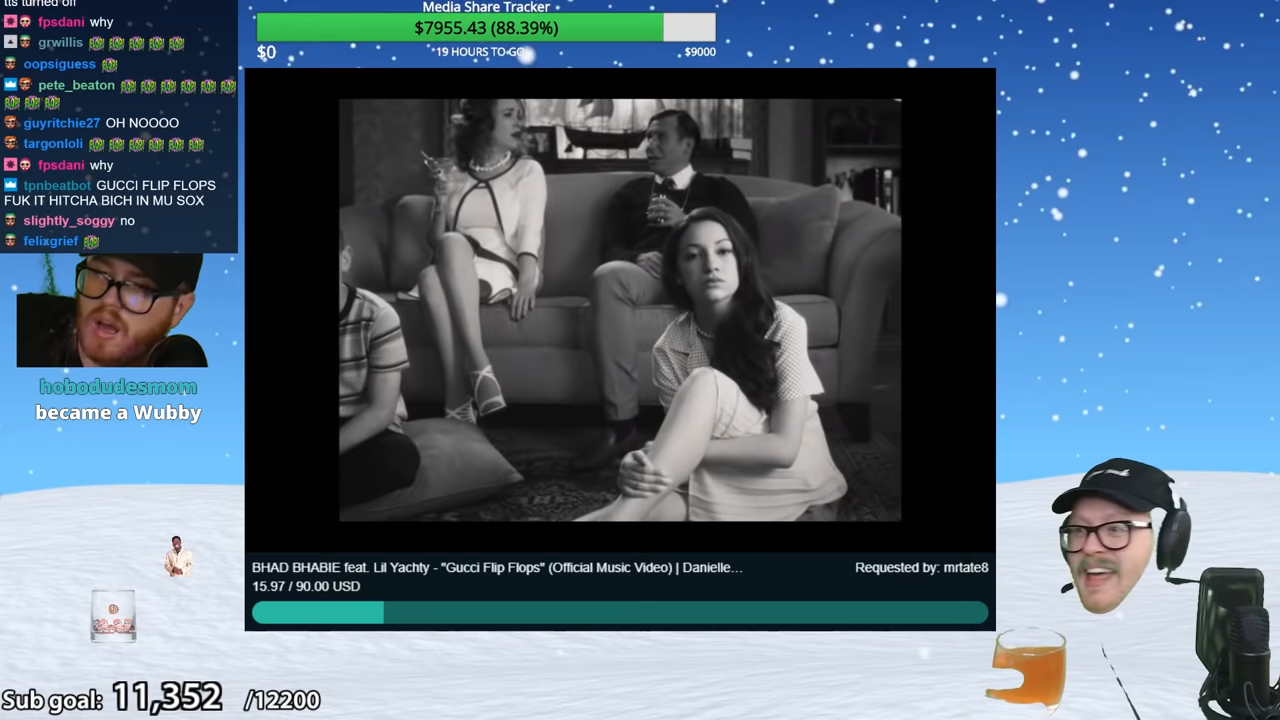 tts turned off
fpsdani why
grwillis
oopsiguess
pete_beaton
guyritchie27 OH NOOOO
targonloli
fpsdani why
tpnbeatbot GUCCI FLIP FLOPS
FUK IT HITCHA BICH IN MU SOX
slightly_soggy no
felixgrief
hobodudesmom
became a Wubby
Media Share Tracker
$7955.43 (88.39%)
$0
19 HOURS TO GO
$9000
BHAD BHABIE feat. Lil Yachty - "Gucci Flip Flops" (Official Music Video) | Danielle…
Requested by: mrtate8
15.97 / 90.00 USD
Sub goal: 11,352 /12200